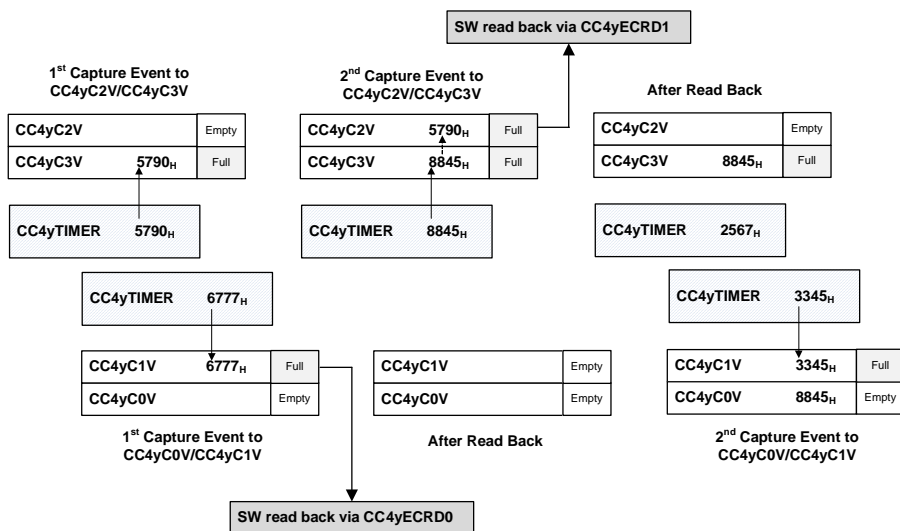 SW read back via CC4yECRD1
1st Capture Event to
CC4yC2V/CC4yC3V
2nd Capture Event to
CC4yC2V/CC4yC3V
After Read Back
CC4yC2V Empty
CC4yC3V 5790H Full
CC4yC2V 5790H Full
CC4yC3V 8845H Full
CC4yC2V Empty
CC4yC3V 8845H Full
CC4yTIMER 5790H
CC4yTIMER 8845H
CC4yTIMER 2567H
CC4yTIMER 6777H
CC4yTIMER 3345H
CC4yC1V 6777H Full
CC4yC0V Empty
CC4yC1V Empty
CC4yC0V Empty
CC4yC1V 3345H Full
CC4yC0V 8845H Empty
1st Capture Event to
CC4yC0V/CC4yC1V
After Read Back
2nd Capture Event to
CC4yC0V/CC4yC1V
SW read back via CC4yECRD0